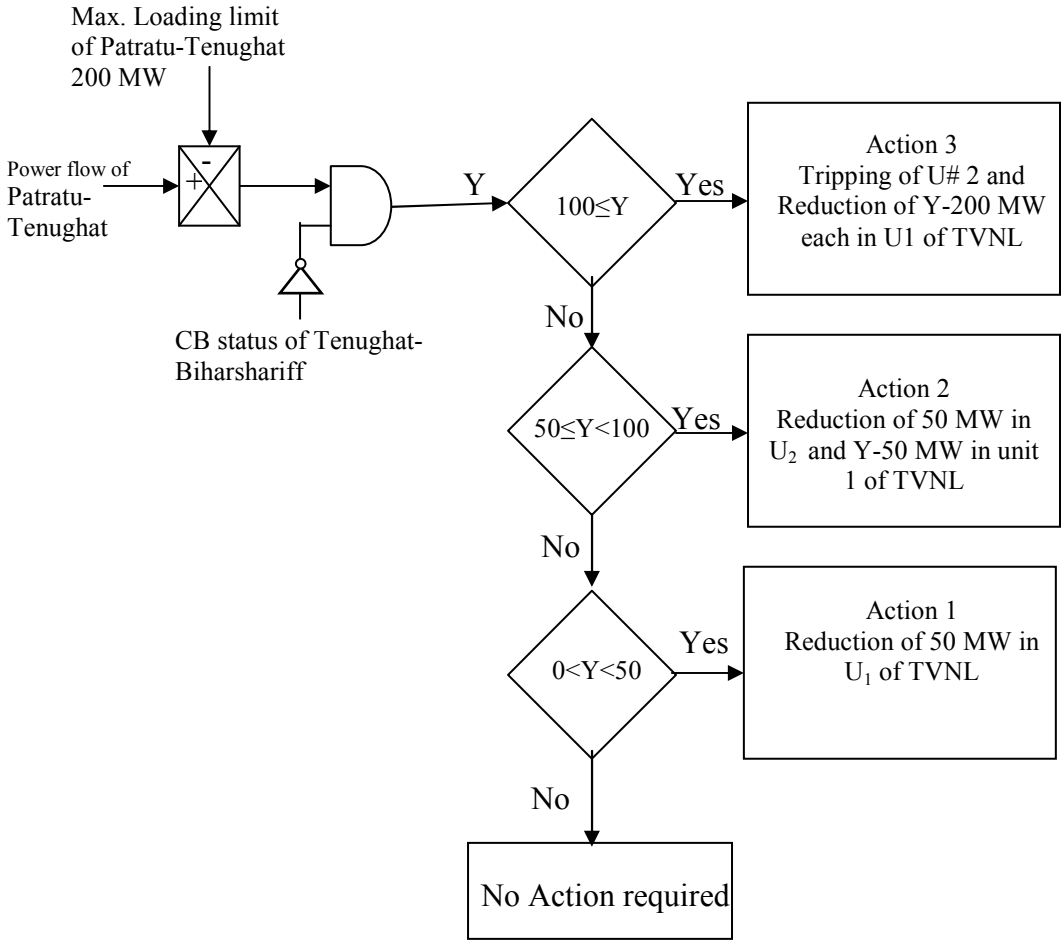 Max. Loading limit
of Patratu-Tenughat
200 MW
Power flow of
Patratu-
Tenughat
-
+
CB status of Tenughat-
Biharshariff
Y
100≤Y
Yes
Action 3
Tripping of U# 2 and
Reduction of Y-200 MW
each in U1 of TVNL
No
50≤Y<100
Yes
Action 2
Reduction of 50 MW in
U₂ and Y-50 MW in unit
1 of TVNL
No
0<Y<50
Yes
Action 1
Reduction of 50 MW in
U₁ of TVNL
No
No Action required